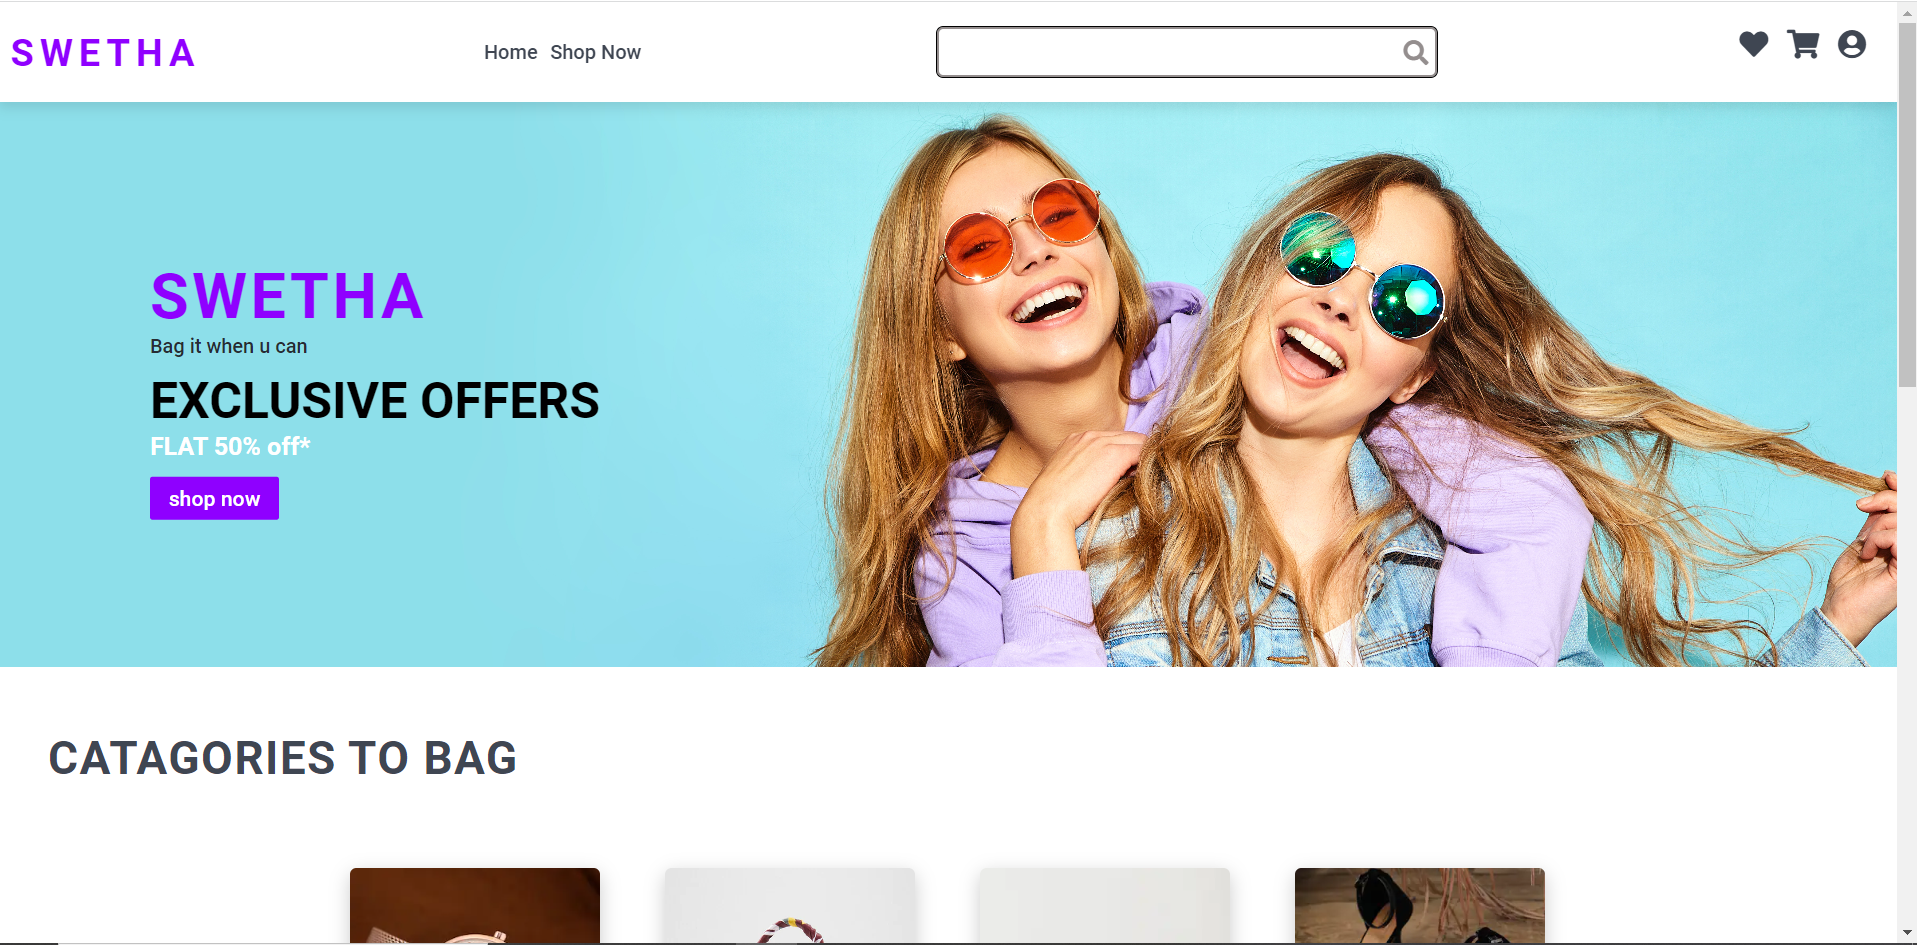 SWETHA
Home Shop Now
SWETHA
Bag it when u can
EXCLUSIVE OFFERS
FLAT 50% off*
shop now
CATAGORIES TO BAG